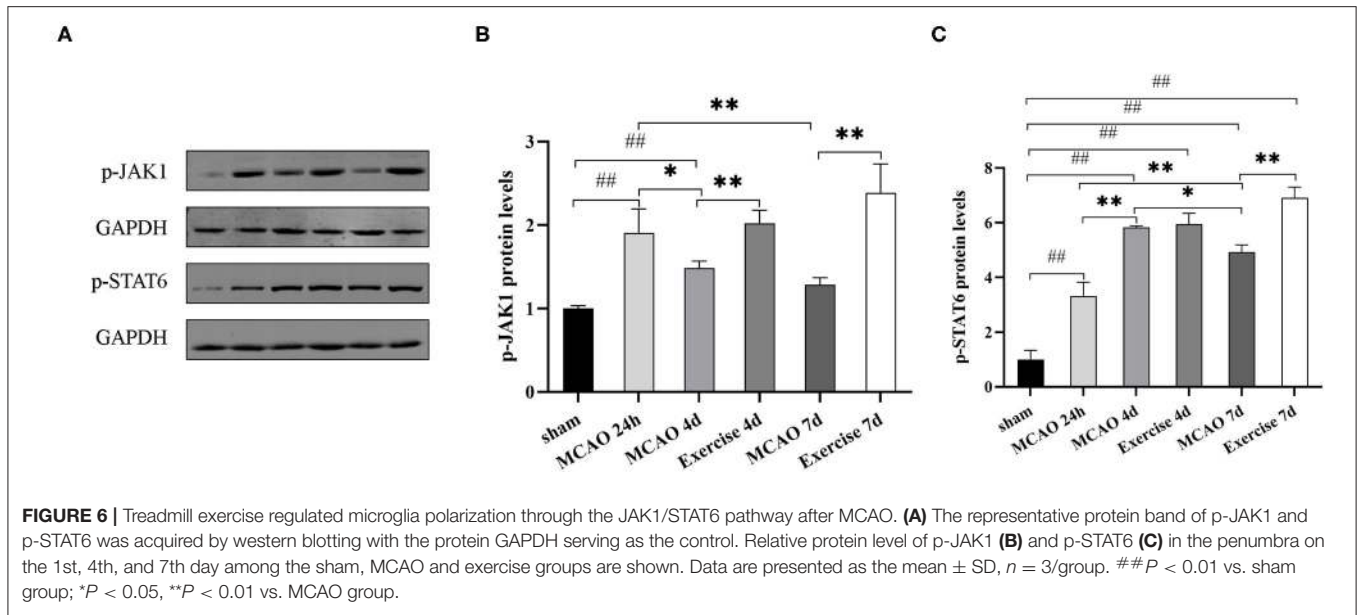 A
p-JAK1
GAPDH
p-STAT6
GAPDH
B
p-JAK1 protein levels
3
2
1
0
##
##
*
**
**
**
sham
MCAO 24h
MCAO 4d
Exercise 4d
MCAO 7d
Exercise 7d
C
p-STAT6 protein levels
8
6
4
2
0
##
##
##
##
**
**
**
*
##
sham
MCAO 24h
MCAO 4d
Exercise 4d
MCAO 7d
Exercise 7d
FIGURE 6 | Treadmill exercise regulated microglia polarization through the JAK1/STAT6 pathway after MCAO. (A) The representative protein band of p-JAK1 and
p-STAT6 was acquired by western blotting with the protein GAPDH serving as the control. Relative protein level of p-JAK1 (B) and p-STAT6 (C) in the penumbra on
the 1st, 4th, and 7th day among the sham, MCAO and exercise groups are shown. Data are presented as the mean ± SD, n = 3/group. ##P < 0.01 vs. sham
group; *P < 0.05, **P < 0.01 vs. MCAO group.